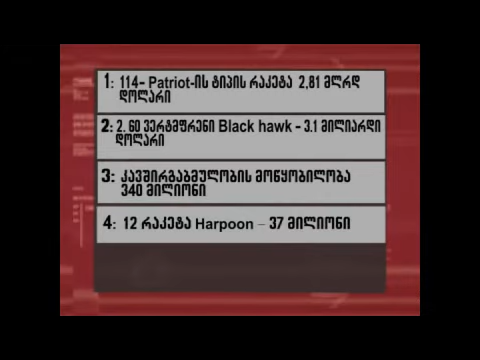 1: 114- Patriot-ის ტიპის რაკეტა 2,81 მლრდ
დოლარი
2: 2. 60 ვერტმფრენი Black hawk - 3.1 მილიარდი
დოლარი
3: კავშირგაბმულობის მოწყობილობა
340 მილიონი
4: 12 რაკეტა Harpoon – 37 მილიონი